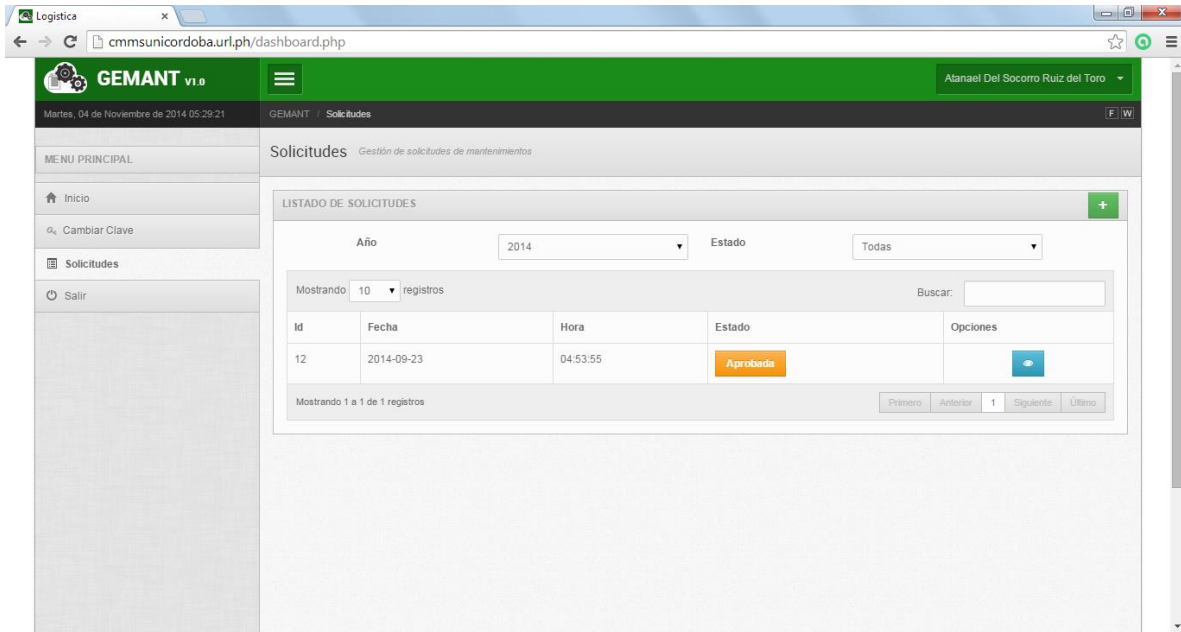 Logistica
cmmsunicordoba.url.ph/dashboard.php
GEMANT V1.0
Atanael Del Socorro Ruiz del Toro
Martes, 04 de Noviembre de 2014 05:29:21
GEMANT / Solicitudes
F W
MENU PRINCIPAL
Solicitudes Gestión de solicitudes de mantenimientos
Inicio
Cambiar Clave
Solicitudes
Salir
LISTADO DE SOLICITUDES
+
Año 2014 Estado Todas
Mostrando 10 registros Buscar:
Id Fecha Hora Estado Opciones
12 2014-09-23 04:53:55 Aprobada
Mostrando 1 a 1 de 1 registros Primero Anterior 1 Siguiente Último